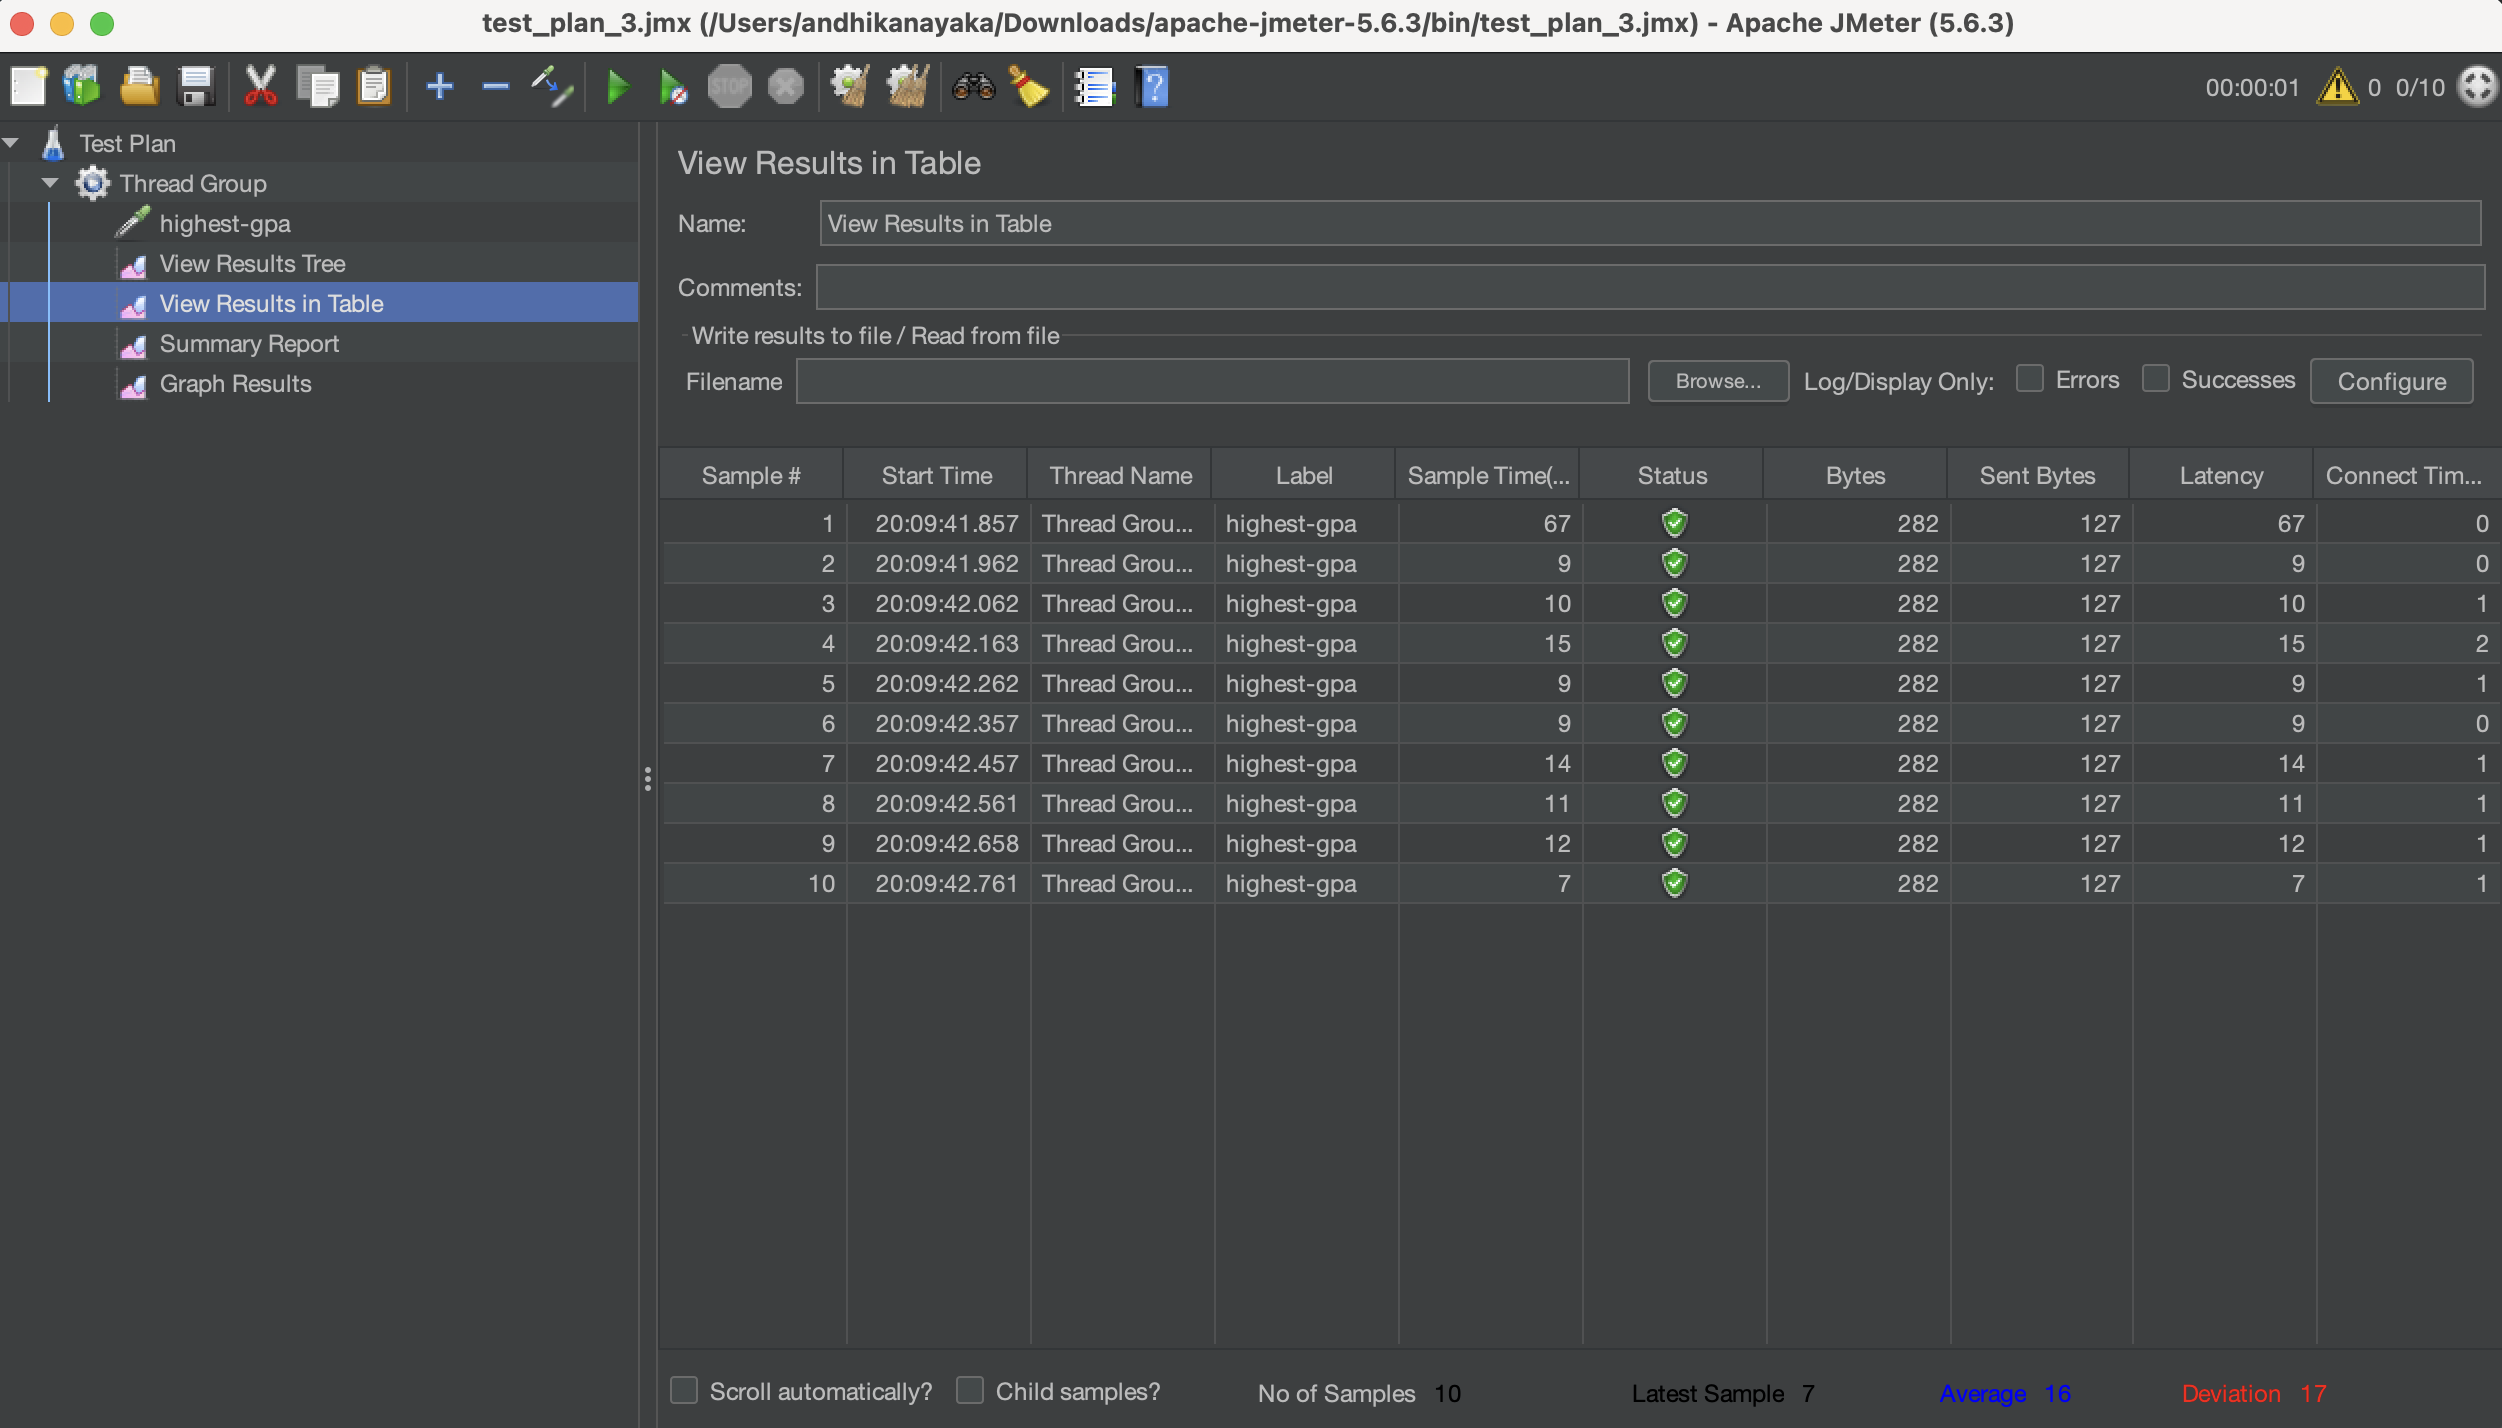 test_plan_3.jmx (/Users/andhikanayaka/Downloads/apache-jmeter-5.6.3/bin/test_plan_3.jmx) - Apache JMeter (5.6.3)
STOP ? 00:00:01 0 0/10
Test Plan
Thread Group
highest-gpa
View Results Tree
View Results in Table
Summary Report
Graph Results
View Results in Table
Name: View Results in Table
Comments:
Write results to file / Read from file
Filename Browse... Log/Display Only: Errors Successes Configure
Sample # Start Time Thread Name Label Sample Time(... Status Bytes Sent Bytes Latency Connect Tim...
1 20:09:41.857 Thread Grou... highest-gpa 67 282 127 67 0
2 20:09:41.962 Thread Grou... highest-gpa 9 282 127 9 0
3 20:09:42.062 Thread Grou... highest-gpa 10 282 127 10 1
4 20:09:42.163 Thread Grou... highest-gpa 15 282 127 15 2
5 20:09:42.262 Thread Grou... highest-gpa 9 282 127 9 1
6 20:09:42.357 Thread Grou... highest-gpa 9 282 127 9 0
7 20:09:42.457 Thread Grou... highest-gpa 14 282 127 14 1
8 20:09:42.561 Thread Grou... highest-gpa 11 282 127 11 1
9 20:09:42.658 Thread Grou... highest-gpa 12 282 127 12 1
10 20:09:42.761 Thread Grou... highest-gpa 7 282 127 7 1
Scroll automatically? Child samples? No of Samples 10 Latest Sample 7 Average 16 Deviation 17